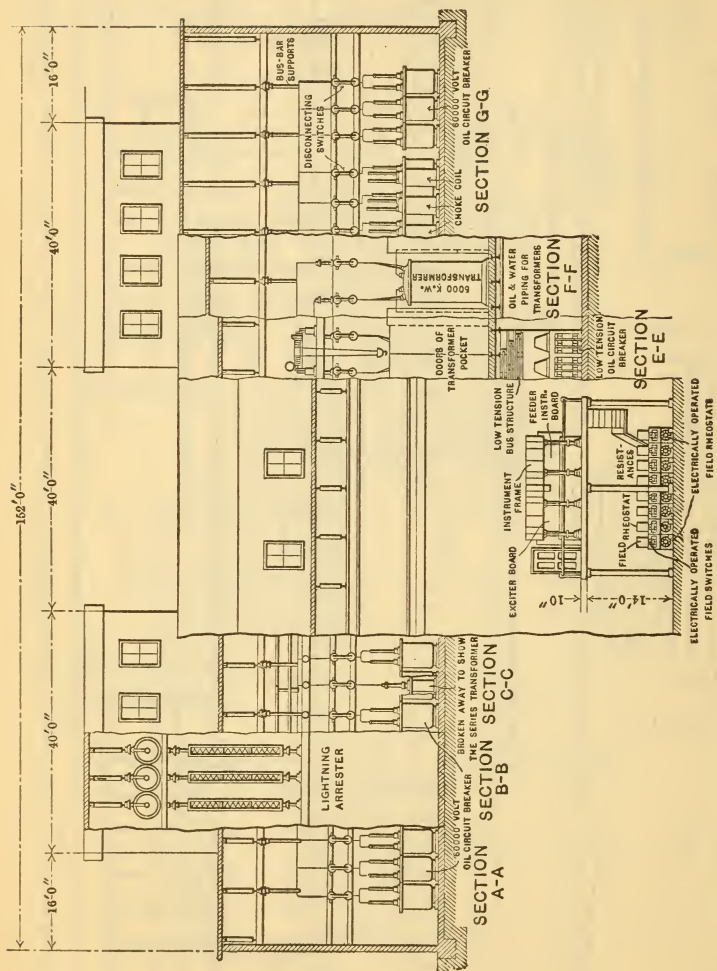 152'0"
16'0"
40'0"
40'0"
40'0"
16'0"
BUS-BAR
SUPPORTS
DISCONNECTING
SWITCHES
60000 VOLT
OIL CIRCUIT BREAKER
CHOKE COIL
SECTION G-G
K.W.
TRANSFORMRER
OIL & WATER
PIPING FOR
TRANSFORMERS
SECTION
F-F
DOORS OF
TRANSFORMER
POCKET
LOW TENSION
BUS STRUCTURE
LOW TENSION
OIL CIRCUIT
BREAKER
SECTION
E-E
FEEDER
INSTR.
BOARD
INSTRUMENT
FRAME
EXCITER BOARD
10"
14'0"
RESIST-
ANCES
FIELD RHEOSTAT
ELECTRICALLY OPERATED
FIELD RHEOSTATS
ELECTRICALLY OPERATED
FIELD SWITCHES
LIGHTNING
ARRESTER
BROKEN AWAY TO SHOW
THE SERIES TRANSFORMER
60000 VOLT
OIL CIRCUIT BREAKER
SECTION
A-A
SECTION
B-B
SECTION
C-C